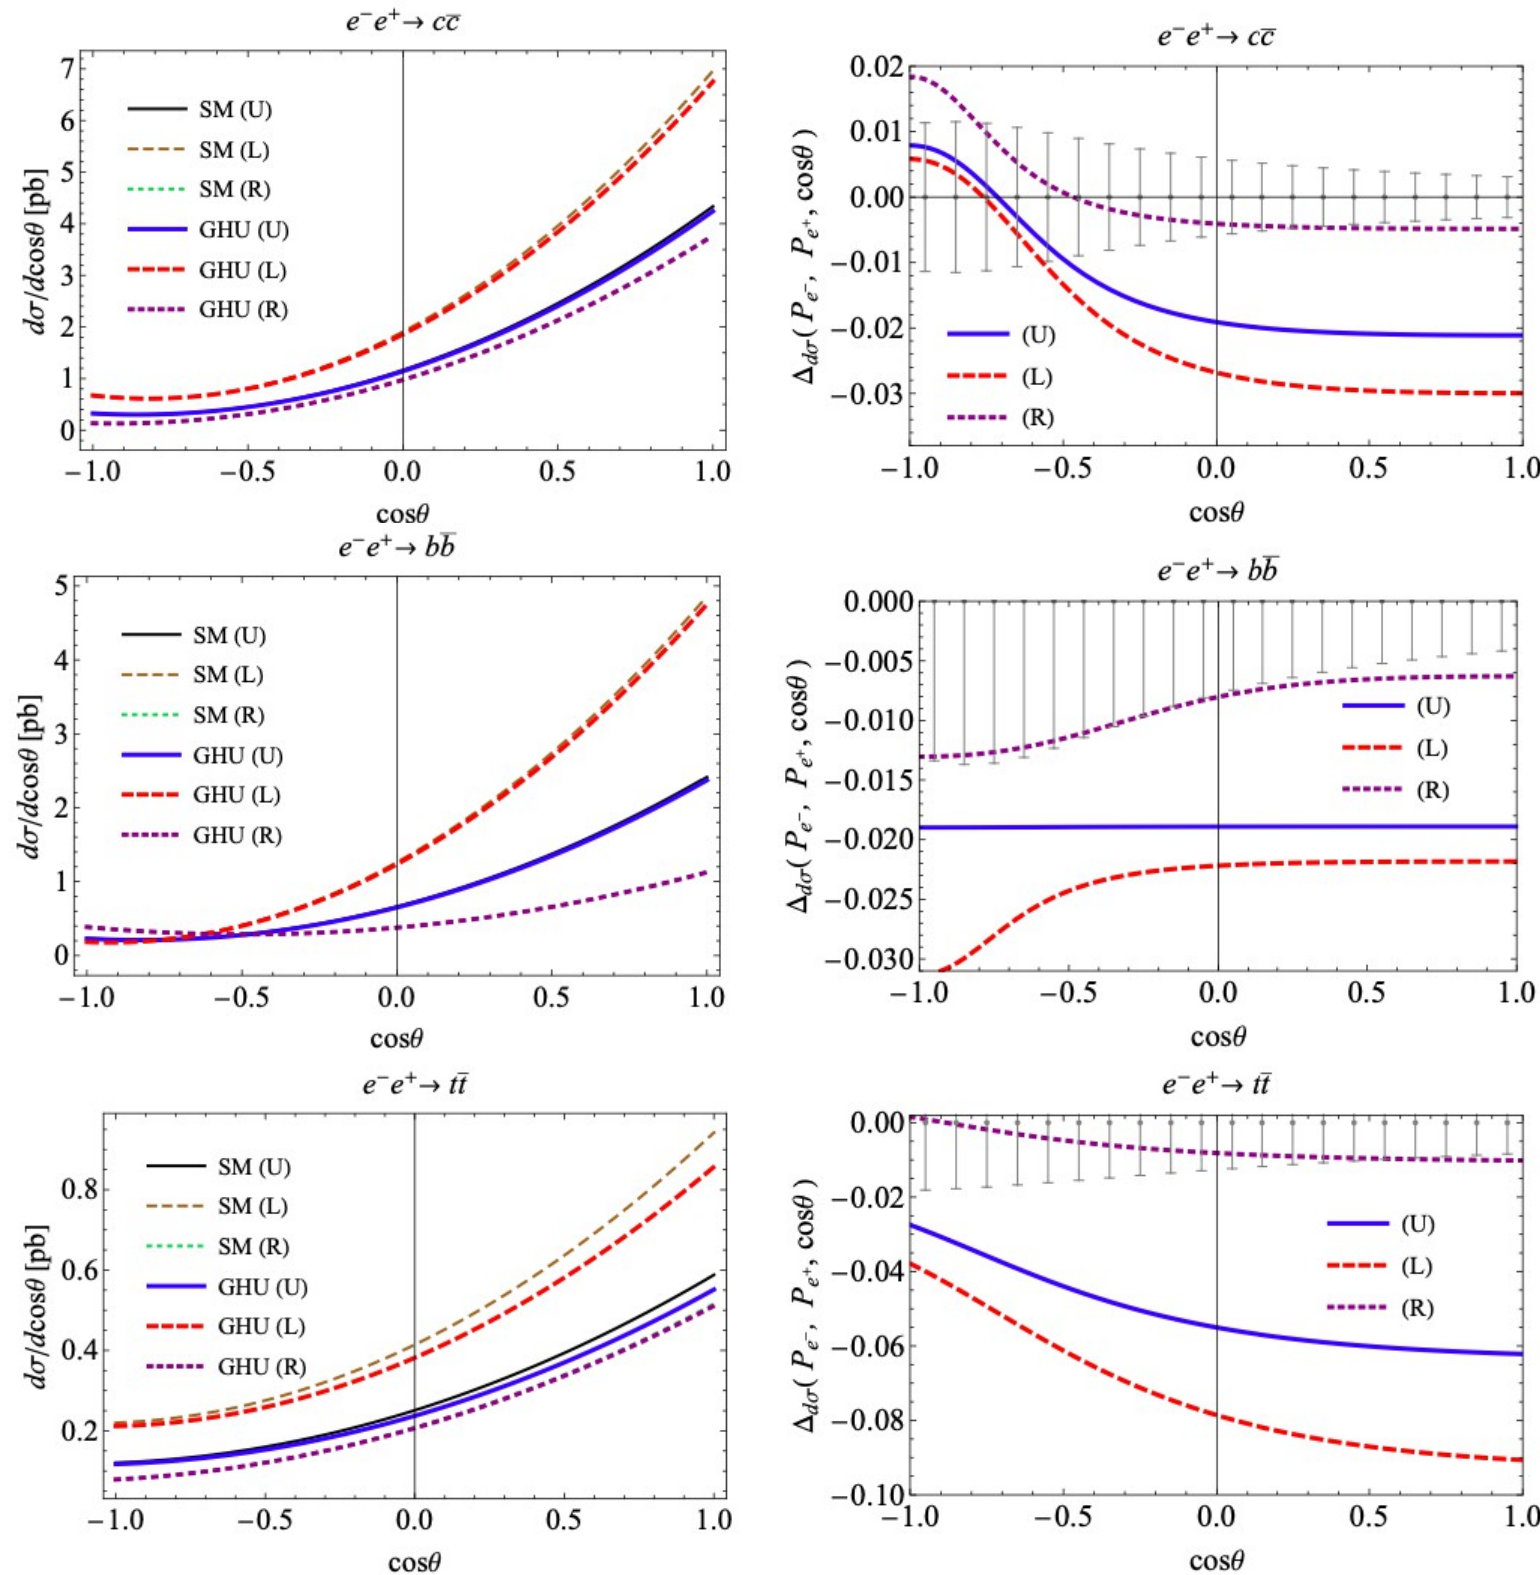 e⁻e⁺→ cc̄
7
6
5
4
3
2
1
0
dσ/dcosθ [pb]
SM (U)
SM (L)
SM (R)
GHU (U)
GHU (L)
GHU (R)
−1.0 −0.5 0.0 0.5 1.0
cosθ
e⁻e⁺→ cc̄
0.02
0.01
0.00
−0.01
−0.02
−0.03
Δdσ( Pe⁻, Pe⁺, cosθ )
(U)
(L)
(R)
−1.0 −0.5 0.0 0.5 1.0
cosθ
e⁻e⁺→ bb̄
5
4
3
2
1
0
dσ/dcosθ [pb]
SM (U)
SM (L)
SM (R)
GHU (U)
GHU (L)
GHU (R)
−1.0 −0.5 0.0 0.5 1.0
cosθ
e⁻e⁺→ bb̄
0.000
−0.005
−0.010
−0.015
−0.020
−0.025
−0.030
Δdσ( Pe⁻, Pe⁺, cosθ )
(U)
(L)
(R)
−1.0 −0.5 0.0 0.5 1.0
cosθ
e⁻e⁺→ tt̄
0.8
0.6
0.4
0.2
dσ/dcosθ [pb]
SM (U)
SM (L)
SM (R)
GHU (U)
GHU (L)
GHU (R)
−1.0 −0.5 0.0 0.5 1.0
cosθ
e⁻e⁺→ tt̄
0.00
−0.02
−0.04
−0.06
−0.08
−0.10
Δdσ( Pe⁻, Pe⁺, cosθ )
(U)
(L)
(R)
−1.0 −0.5 0.0 0.5 1.0
cosθ